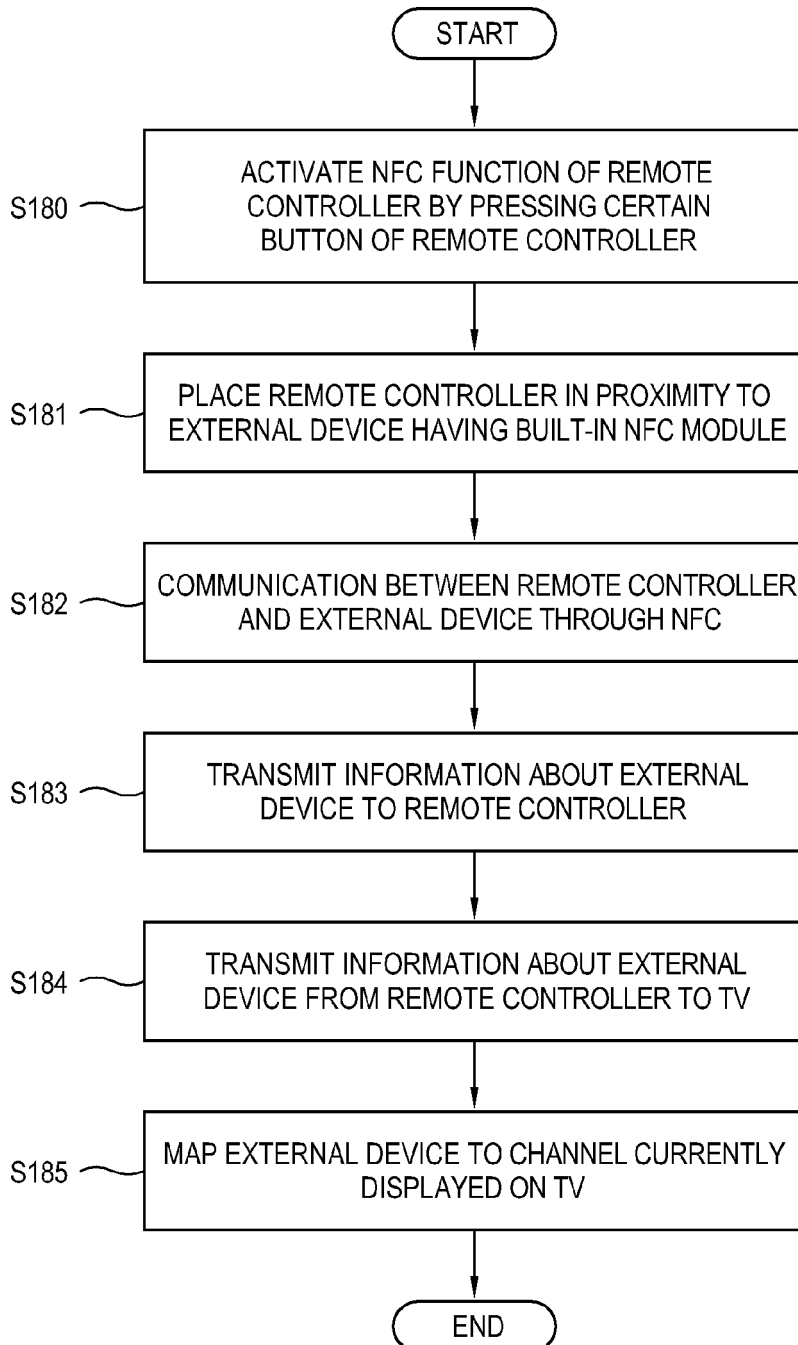 START
S180
ACTIVATE NFC FUNCTION OF REMOTE
CONTROLLER BY PRESSING CERTAIN
BUTTON OF REMOTE CONTROLLER
S181
PLACE REMOTE CONTROLLER IN PROXIMITY TO
EXTERNAL DEVICE HAVING BUILT-IN NFC MODULE
S182
COMMUNICATION BETWEEN REMOTE CONTROLLER
AND EXTERNAL DEVICE THROUGH NFC
S183
TRANSMIT INFORMATION ABOUT EXTERNAL
DEVICE TO REMOTE CONTROLLER
S184
TRANSMIT INFORMATION ABOUT EXTERNAL
DEVICE FROM REMOTE CONTROLLER TO TV
S185
MAP EXTERNAL DEVICE TO CHANNEL CURRENTLY
DISPLAYED ON TV
END